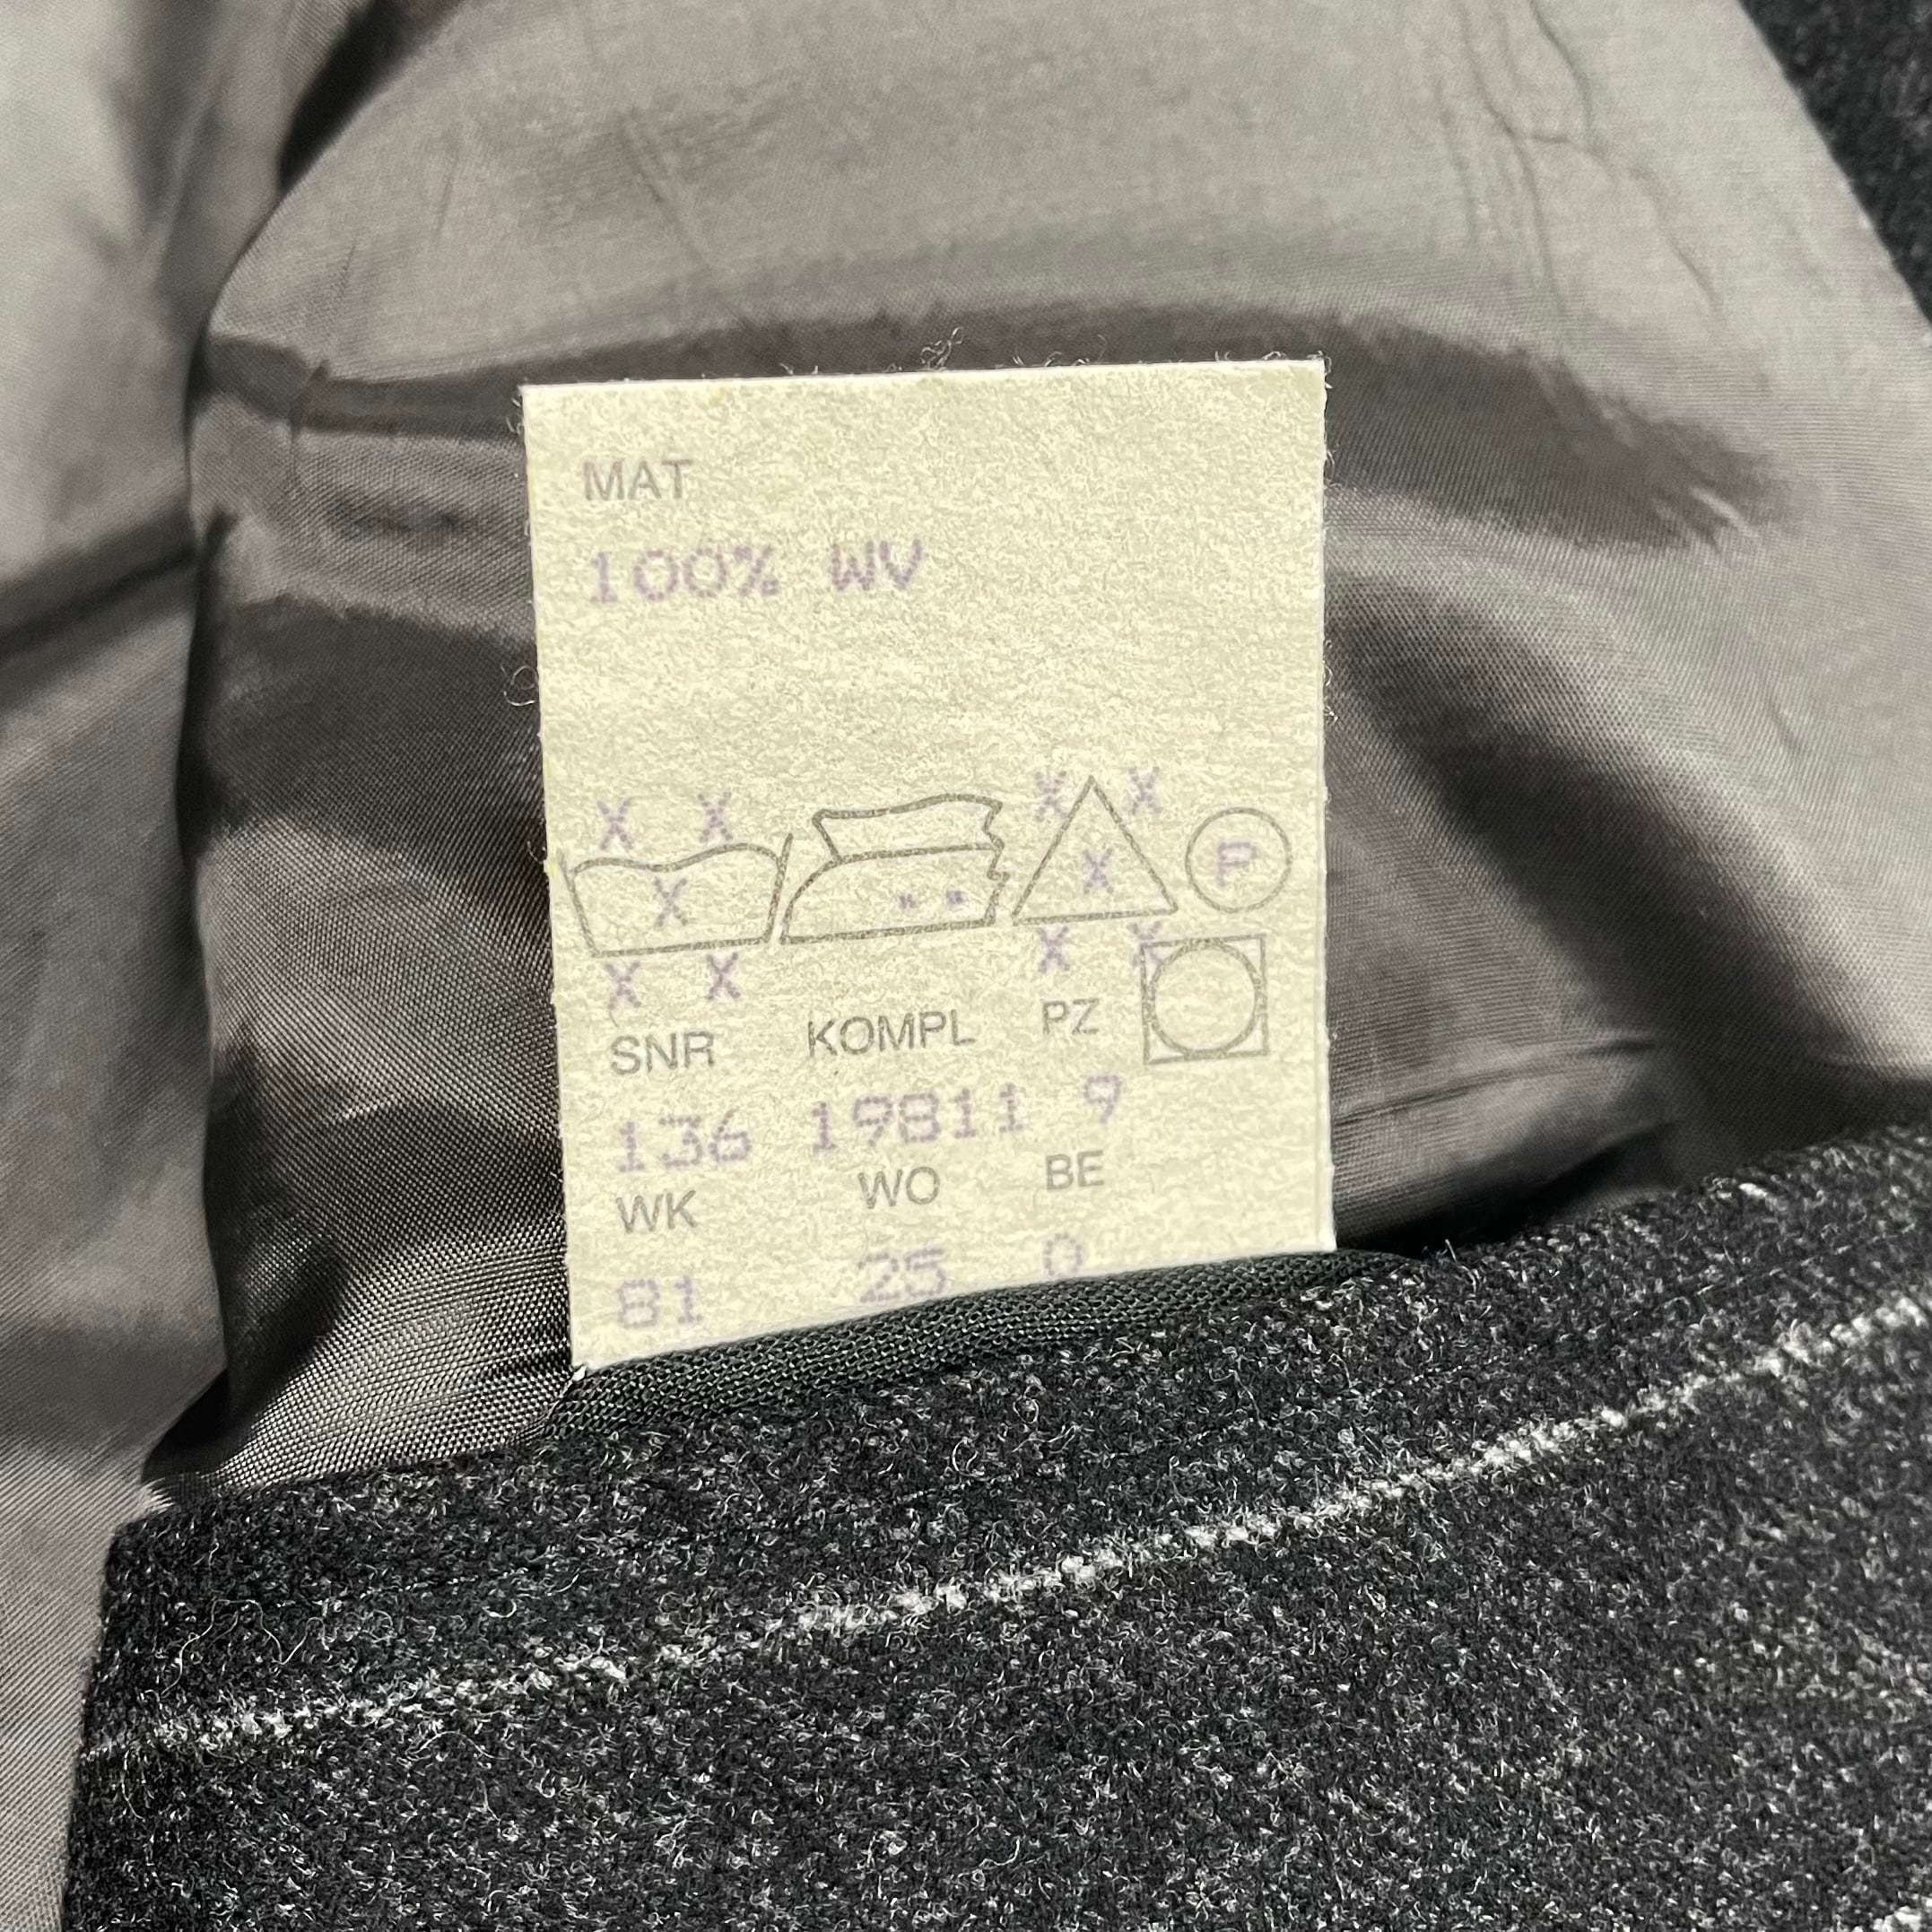 MAT
100% WV
X X X X
X X P
X X X X
SNR KOMPL PZ
136 19811 9
WK WO BE
81 25 0